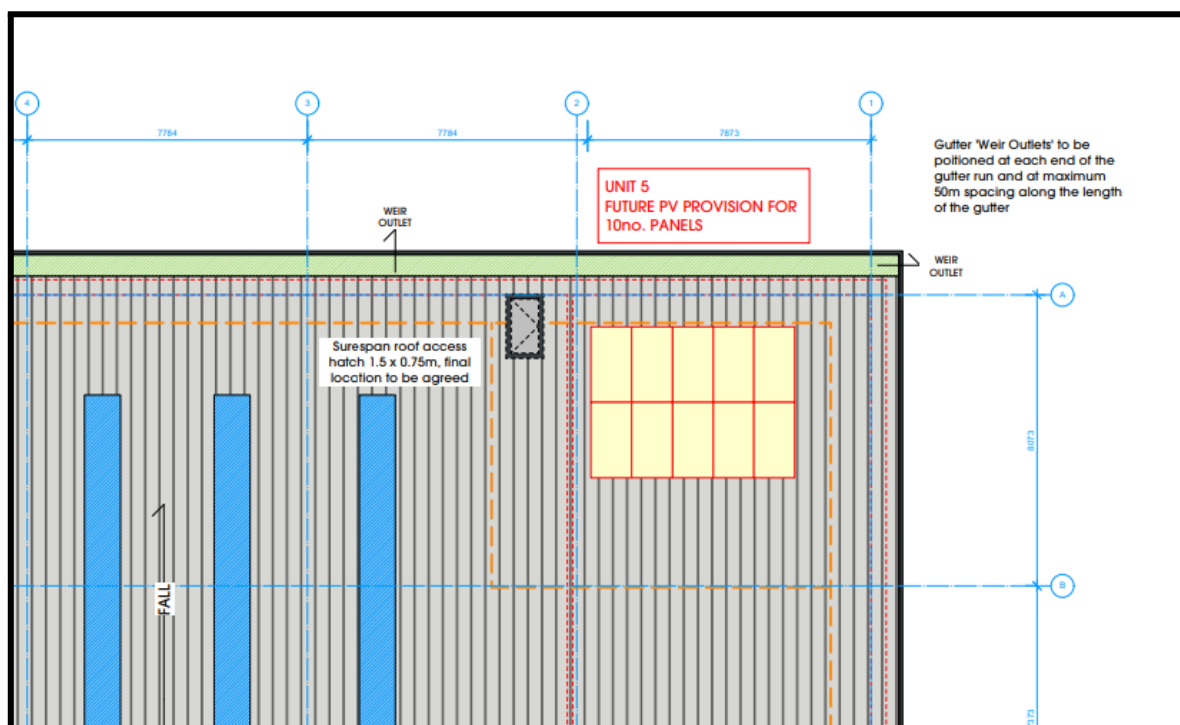 4
3
2
1
7784
7784
7873
Gutter 'Weir Outlets' to be
poitioned at each end of the
gutter run and at maximum
50m spacing along the length
of the gutter
UNIT 5
FUTURE PV PROVISION FOR
10no. PANELS
WEIR
OUTLET
WEIR
OUTLET
A
Surespan roof access
hatch 1.5 x 0.75m, final
location to be agreed
8073
FALL
B